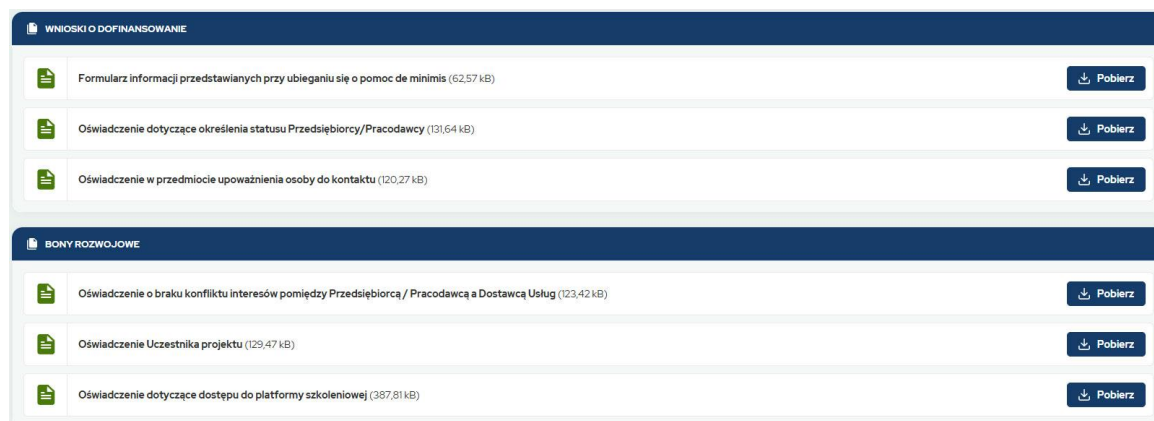 WNIOSKI O DOFINANSOWANIE
Formularz informacji przedstawianych przy ubieganiu się o pomoc de minimis (62,57 kB) Pobierz
Oświadczenie dotyczące określenia statusu Przedsiębiorcy/Pracodawcy (131,64 kB) Pobierz
Oświadczenie w przedmiocie upoważnienia osoby do kontaktu (120,27 kB) Pobierz
BONY ROZWOJOWE
Oświadczenie o braku konfliktu interesów pomiędzy Przedsiębiorcą / Pracodawcą a Dostawcą Usług (123,42 kB) Pobierz
Oświadczenie Uczestnika projektu (129,47 kB) Pobierz
Oświadczenie dotyczące dostępu do platformy szkoleniowej (387,81 kB) Pobierz